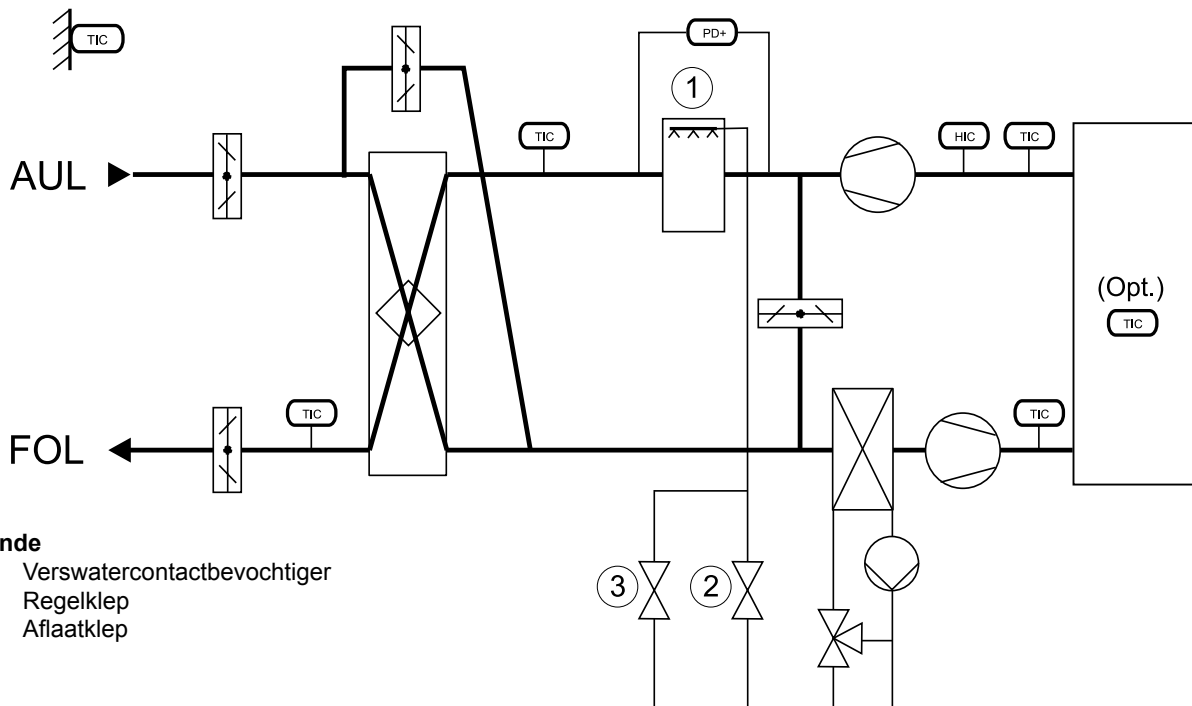 TIC
PD+
1
TIC
HIC
TIC
AUL
(Opt.)
TIC
TIC
TIC
FOL
nde
Verswatercontactbevochtiger
3
2
Regelklep
Aflaatklep